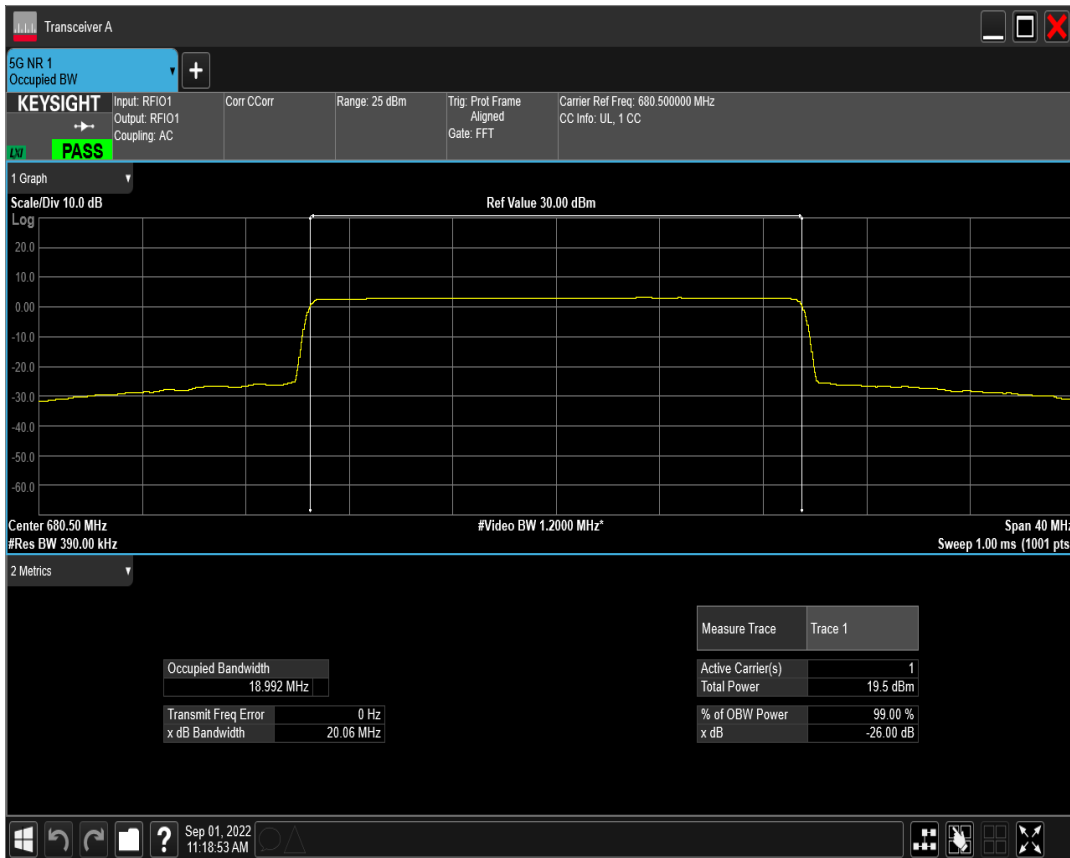 Transceiver A
5G NR 1
Occupied BW
+
KEYSIGHT
LXI
PASS
Input: RFIO1
Output: RFIO1
Coupling: AC
Corr CCorr
Range: 25 dBm
Trig: Prot Frame
Aligned
Gate: FFT
Carrier Ref Freq: 680.500000 MHz
CC Info: UL, 1 CC
1 Graph
Scale/Div 10.0 dB
Ref Value 30.00 dBm
Log
20.0
10.0
0.00
-10.0
-20.0
-30.0
-40.0
-50.0
-60.0
Center 680.50 MHz
#Video BW 1.2000 MHz*
Span 40 MHz
#Res BW 390.00 kHz
Sweep 1.00 ms (1001 pts
2 Metrics
Measure Trace Trace 1
Occupied Bandwidth
18.992 MHz
Active Carrier(s) 1
Total Power 19.5 dBm
Transmit Freq Error 0 Hz
x dB Bandwidth 20.06 MHz
% of OBW Power 99.00 %
x dB -26.00 dB
?
Sep 01, 2022
11:18:53 AM